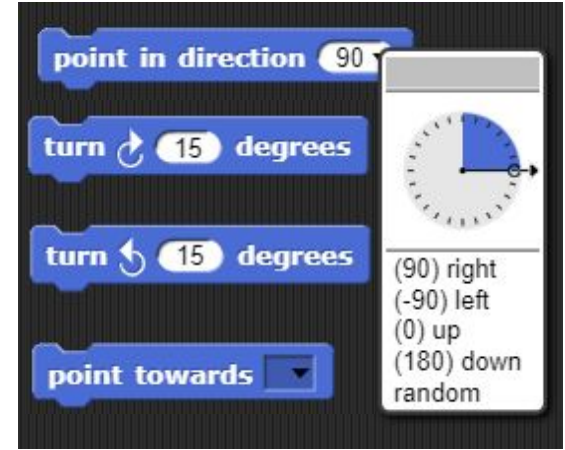 point in direction 90
turn 15 degrees
turn 15 degrees
point towards
(90) right
(-90) left
(0) up
(180) down
random